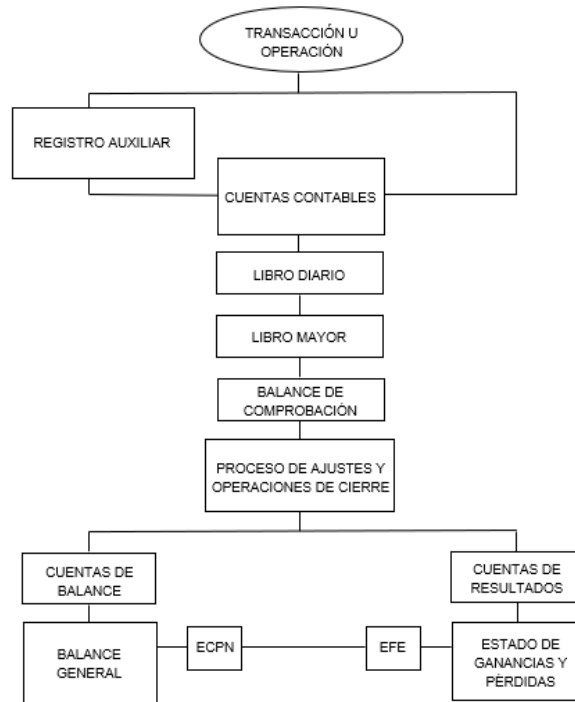 TRANSACCIÓN U
OPERACIÓN
REGISTRO AUXILIAR
CUENTAS CONTABLES
LIBRO DIARIO
LIBRO MAYOR
BALANCE DE
COMPROBACIÓN
PROCESO DE AJUSTES Y
OPERACIONES DE CIERRE
CUENTAS DE
BALANCE
CUENTAS DE
RESULTADOS
BALANCE
GENERAL
ECPN
EFE
ESTADO DE
GANANCIAS Y
PÈRDIDAS